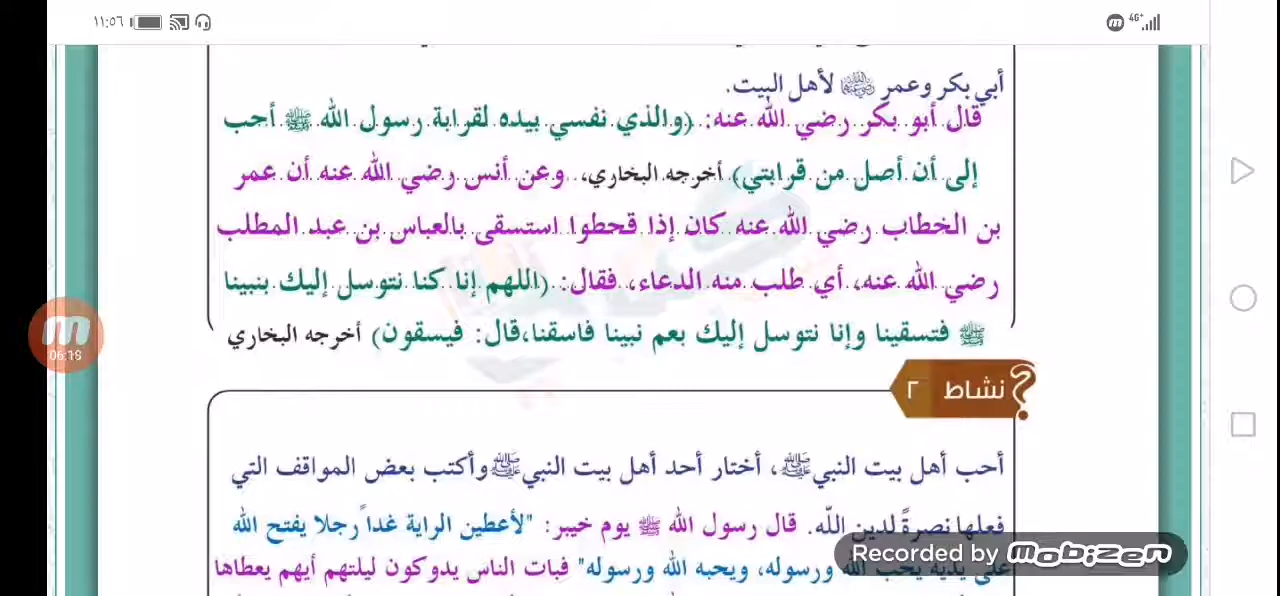 ١١:٥٦
4G+
أبي بكر وعمر ﷺ لأهل البيت.
قال أبو بكر رضي الله عنه: (والذي نفسي بيده لقرابة رسول الله ﷺ أحب
إلى أن أصل من قرابتي) أخرجه البخاري، وعن أنس رضي الله عنه أن عمر
بن الخطاب رضي الله عنه كان إذا قحطوا استسقى بالعباس بن عبد المطلب
رضي الله عنه، أي طلب منه الدعاء، فقال: (اللهم إنا كنا نتوسل إليك بنبينا
ﷺ فتسقينا وإنا نتوسل إليك بعم نبينا فاسقنا،قال: فيسقون) أخرجه البخاري
06:18
نشاط ٢
أحب أهل بيت النبي ﷺ، أختار أحد أهل بيت النبي ﷺ وأكتب بعض المواقف التي
فعلها نصرةً لدين الله. قال رسول الله ﷺ يوم خيبر: "لأعطين الراية غداً رجلا يفتح الله
على يديه يحب الله ورسوله، ويحبه الله ورسوله" فبات الناس يدوكون ليلتهم أيهم يعطاها
Recorded by Mobizen